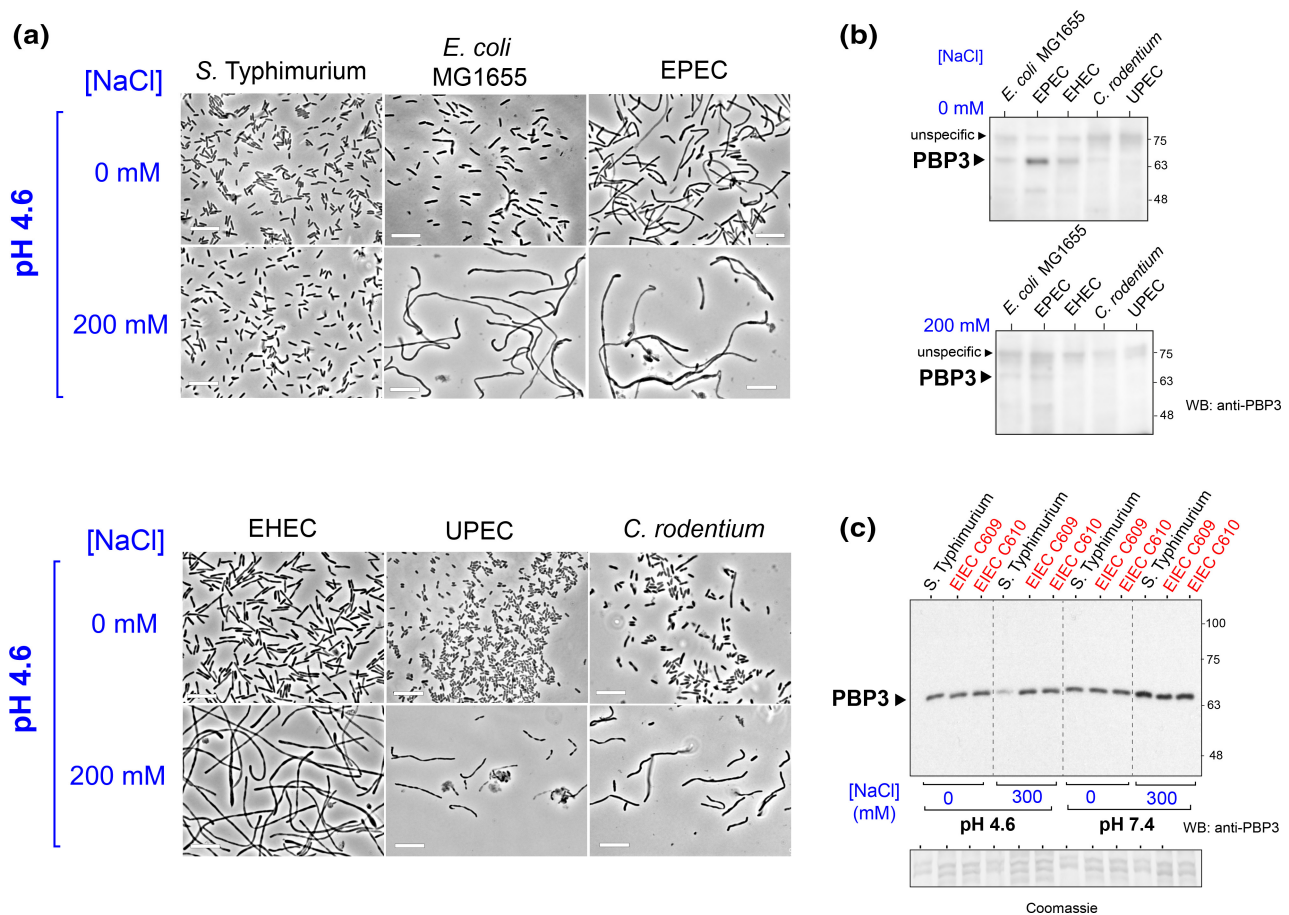 (a)
[NaCl]
S. Typhimurium
E. coli
MG1655
EPEC
pH 4.6
0 mM
200 mM
[NaCl]
EHEC
UPEC
C. rodentium
pH 4.6
0 mM
200 mM
(b)
[NaCl]
0 mM
E. coli MG1655
EPEC
EHEC
C. rodentium
UPEC
unspecific
PBP3
75
63
48
200 mM
E. coli MG1655
EPEC
EHEC
C. rodentium
UPEC
unspecific
PBP3
75
63
48
WB: anti-PBP3
(c)
S. Typhimurium
EIEC C609
EIEC C610
S. Typhimurium
EIEC C609
EIEC C610
S. Typhimurium
EIEC C609
EIEC C610
S. Typhimurium
EIEC C609
EIEC C610
PBP3
100
75
63
48
[NaCl]
(mM)
0 300 0 300
pH 4.6 pH 7.4
WB: anti-PBP3
Coomassie